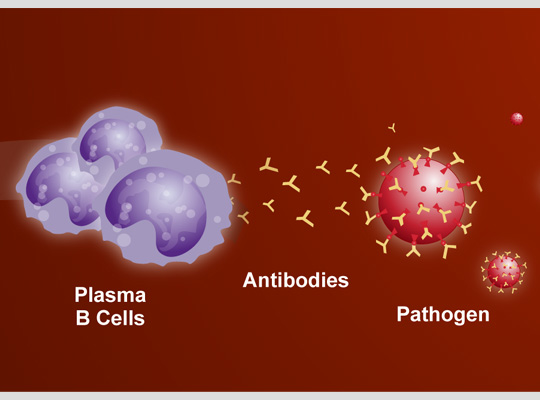 Plasma
B Cells
Antibodies
Pathogen